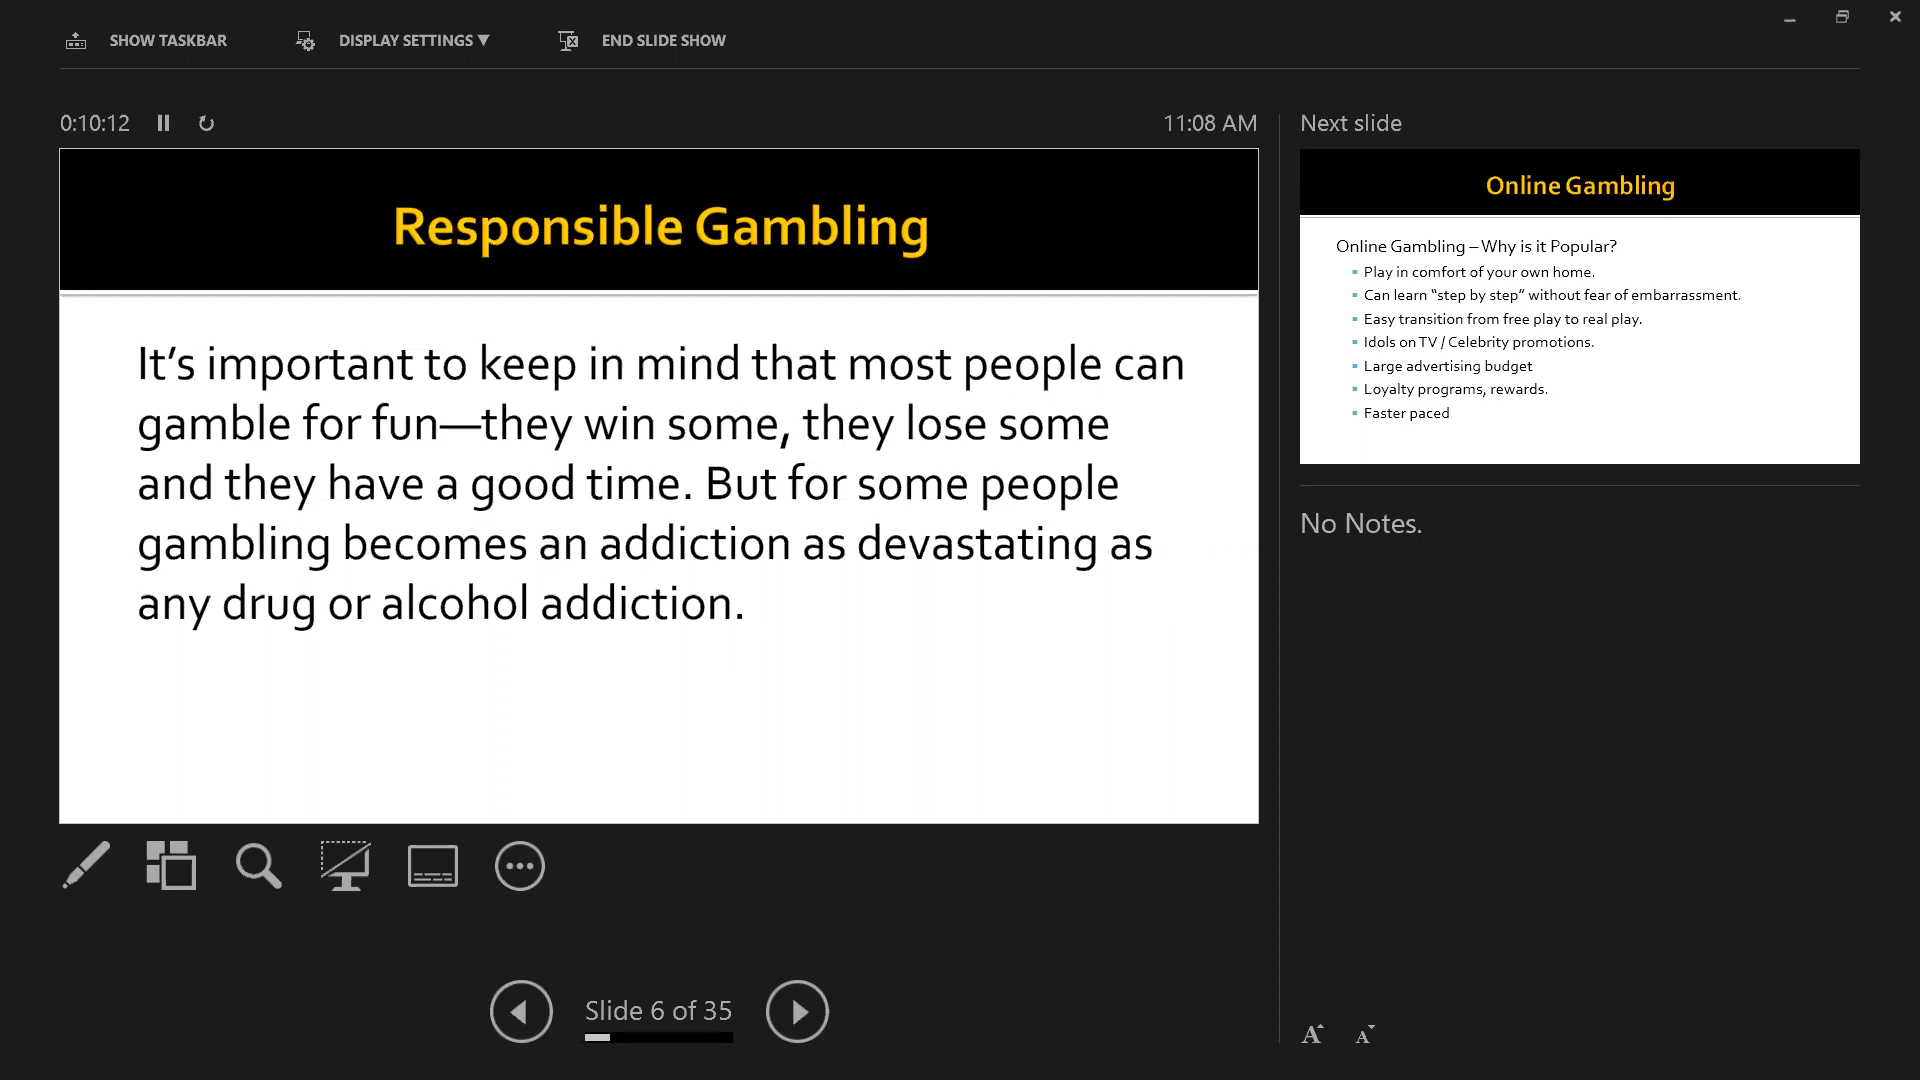 SHOW TASKBAR
DISPLAY SETTINGS ▼
END SLIDE SHOW
0:10:12
11:08 AM
Responsible Gambling
It’s important to keep in mind that most people can
gamble for fun—they win some, they lose some
and they have a good time. But for some people
gambling becomes an addiction as devastating as
any drug or alcohol addiction.
Slide 6 of 35
Next slide
Online Gambling
Online Gambling – Why is it Popular?
▪ Play in comfort of your own home.
▪ Can learn “step by step” without fear of embarrassment.
▪ Easy transition from free play to real play.
▪ Idols on TV / Celebrity promotions.
▪ Large advertising budget
▪ Loyalty programs, rewards.
▪ Faster paced
No Notes.
A A